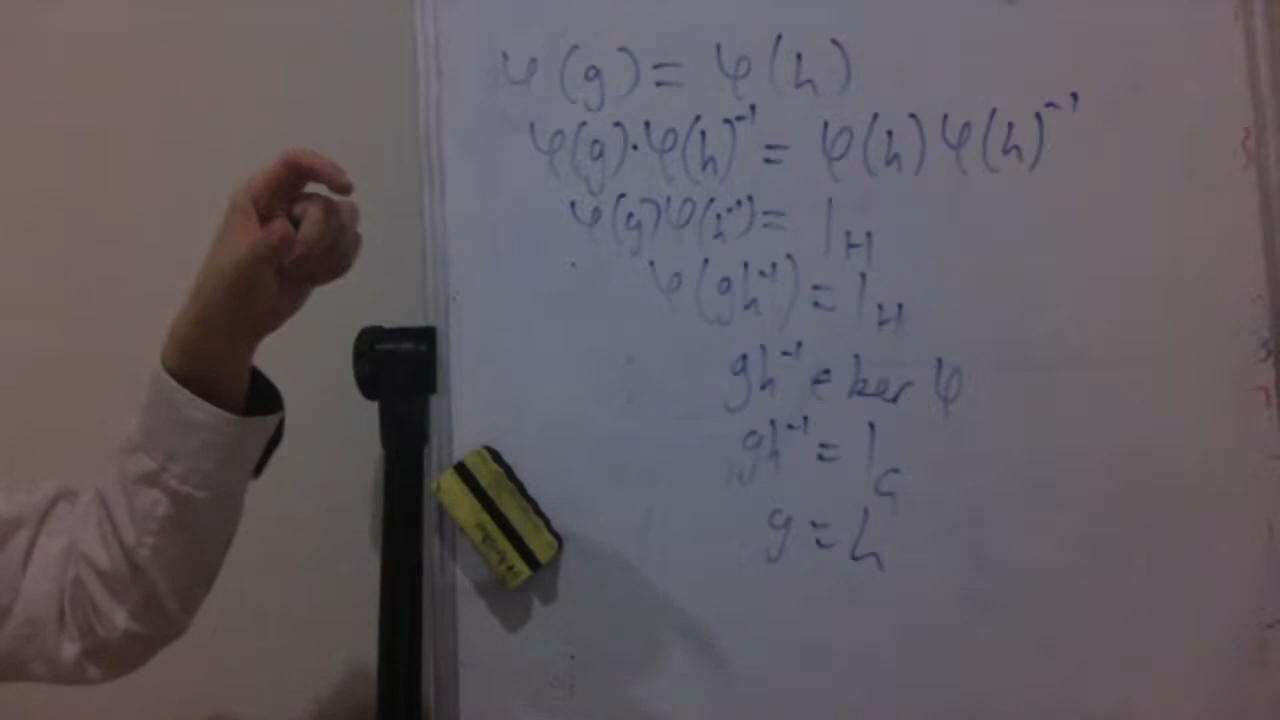 φ(g) = φ(h)
φ(g)·φ(h)⁻¹ = φ(h) φ(h)⁻¹
φ(g)φ(h⁻¹) = 1_H
φ(gh⁻¹) = 1_H
gh⁻¹ ∈ ker φ
gh⁻¹ = 1_G
g = h